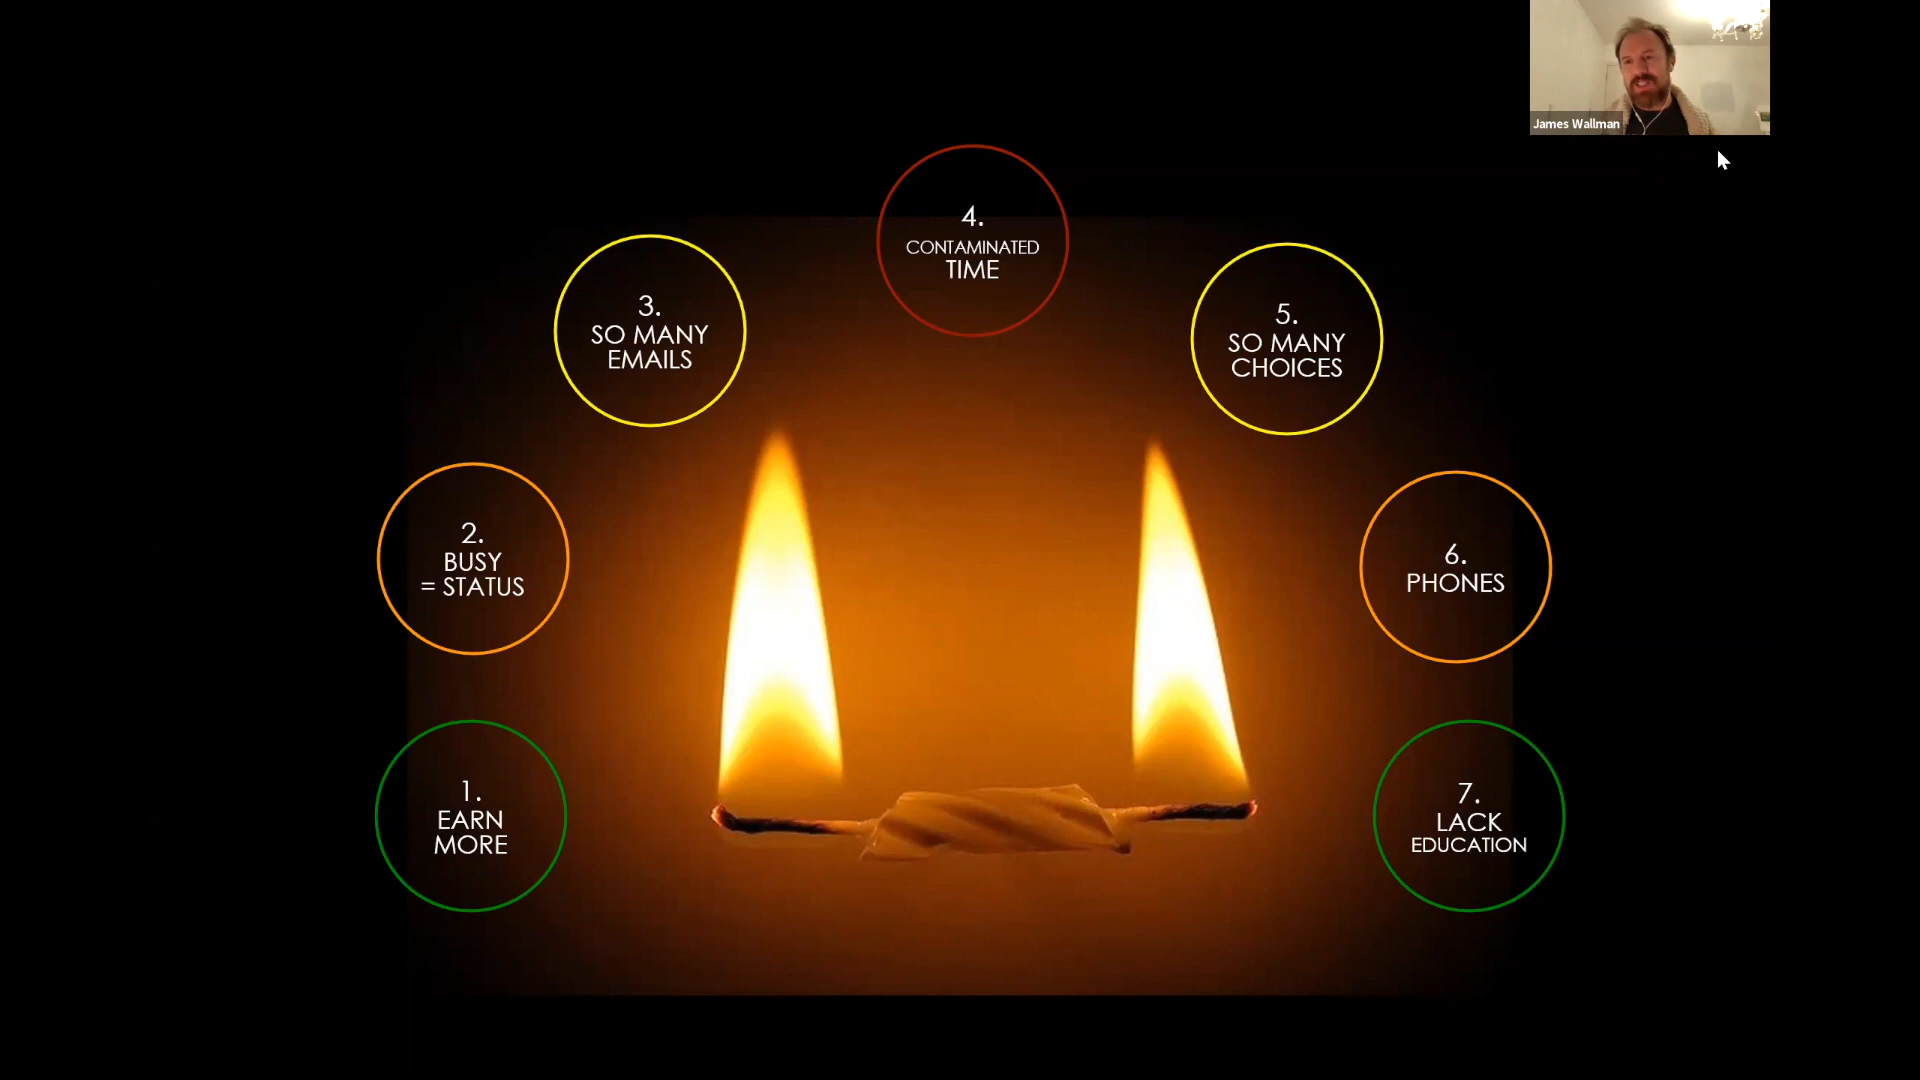 James Wallman
4.
CONTAMINATED
TIME
3.
SO MANY
EMAILS
5.
SO MANY
CHOICES
2.
BUSY
= STATUS
6.
PHONES
1.
EARN
MORE
7.
LACK
EDUCATION